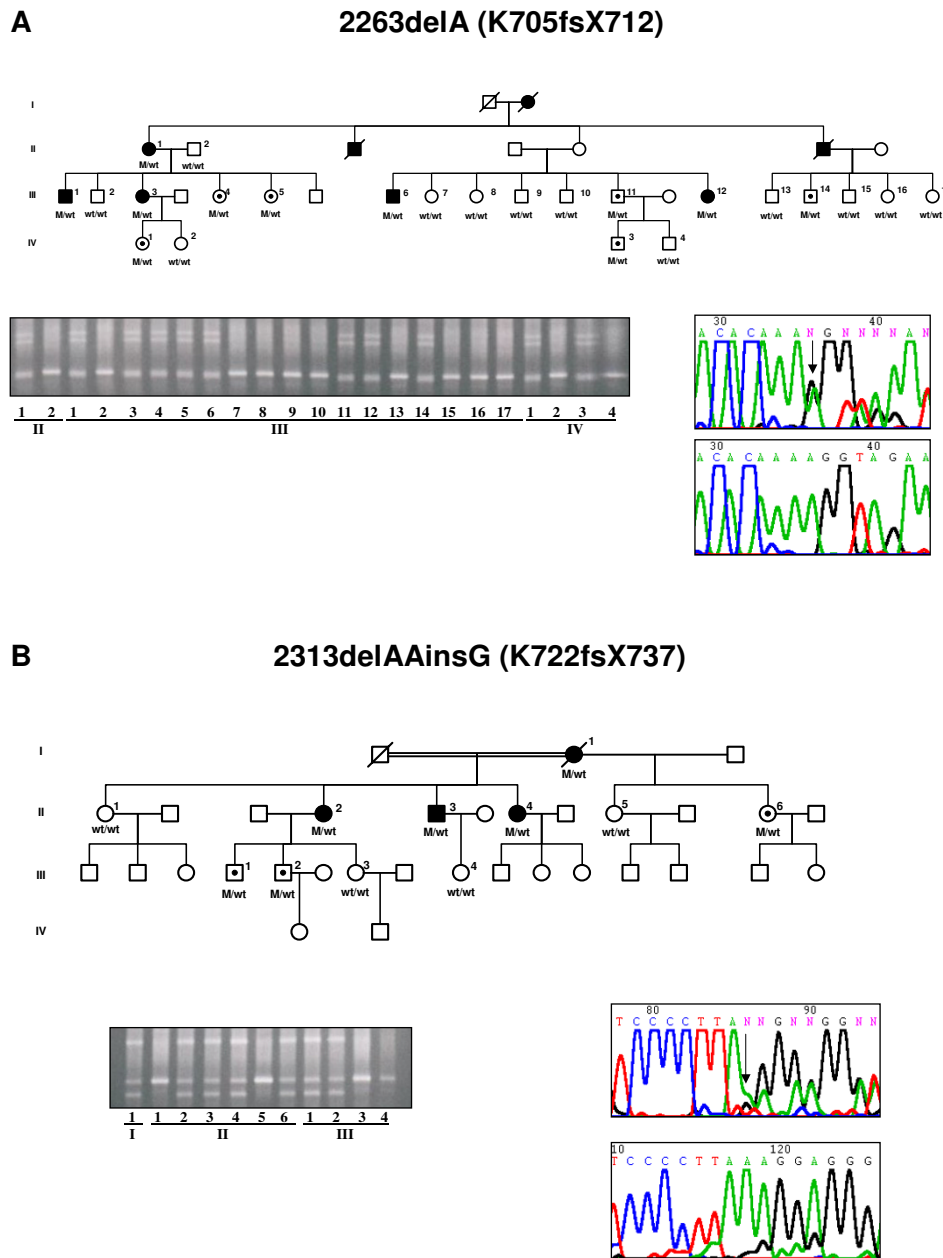 A
2263delA (K705fsX712)
I
II
1 2
M/wt wt/wt
III
1 2 3 4 5 6 7 8 9 10 11 12 13 14 15 16
M/wt wt/wt M/wt M/wt M/wt M/wt wt/wt wt/wt wt/wt wt/wt M/wt M/wt wt/wt M/wt wt/wt wt/wt wt/wt
IV
1 2 3 4
M/wt wt/wt M/wt wt/wt
1 2 1 2 3 4 5 6 7 8 9 10 11 12 13 14 15 16 17 1 2 3 4
II III IV
30 40
A C A C A A A N G N N N A N
30 40
A C A C A A A A G G T A G A A
B
2313delAAinsG (K722fsX737)
I
1
M/wt
II
1 2 3 4 5 6
wt/wt M/wt M/wt M/wt wt/wt M/wt
III
1 2 3 4
M/wt M/wt wt/wt wt/wt
IV
1 1 2 3 4 5 6 1 2 3 4
I II III
80 90
T C C C C T T A N N G N N G G N N
10 120
T C C C C T T A A A G G A G G G